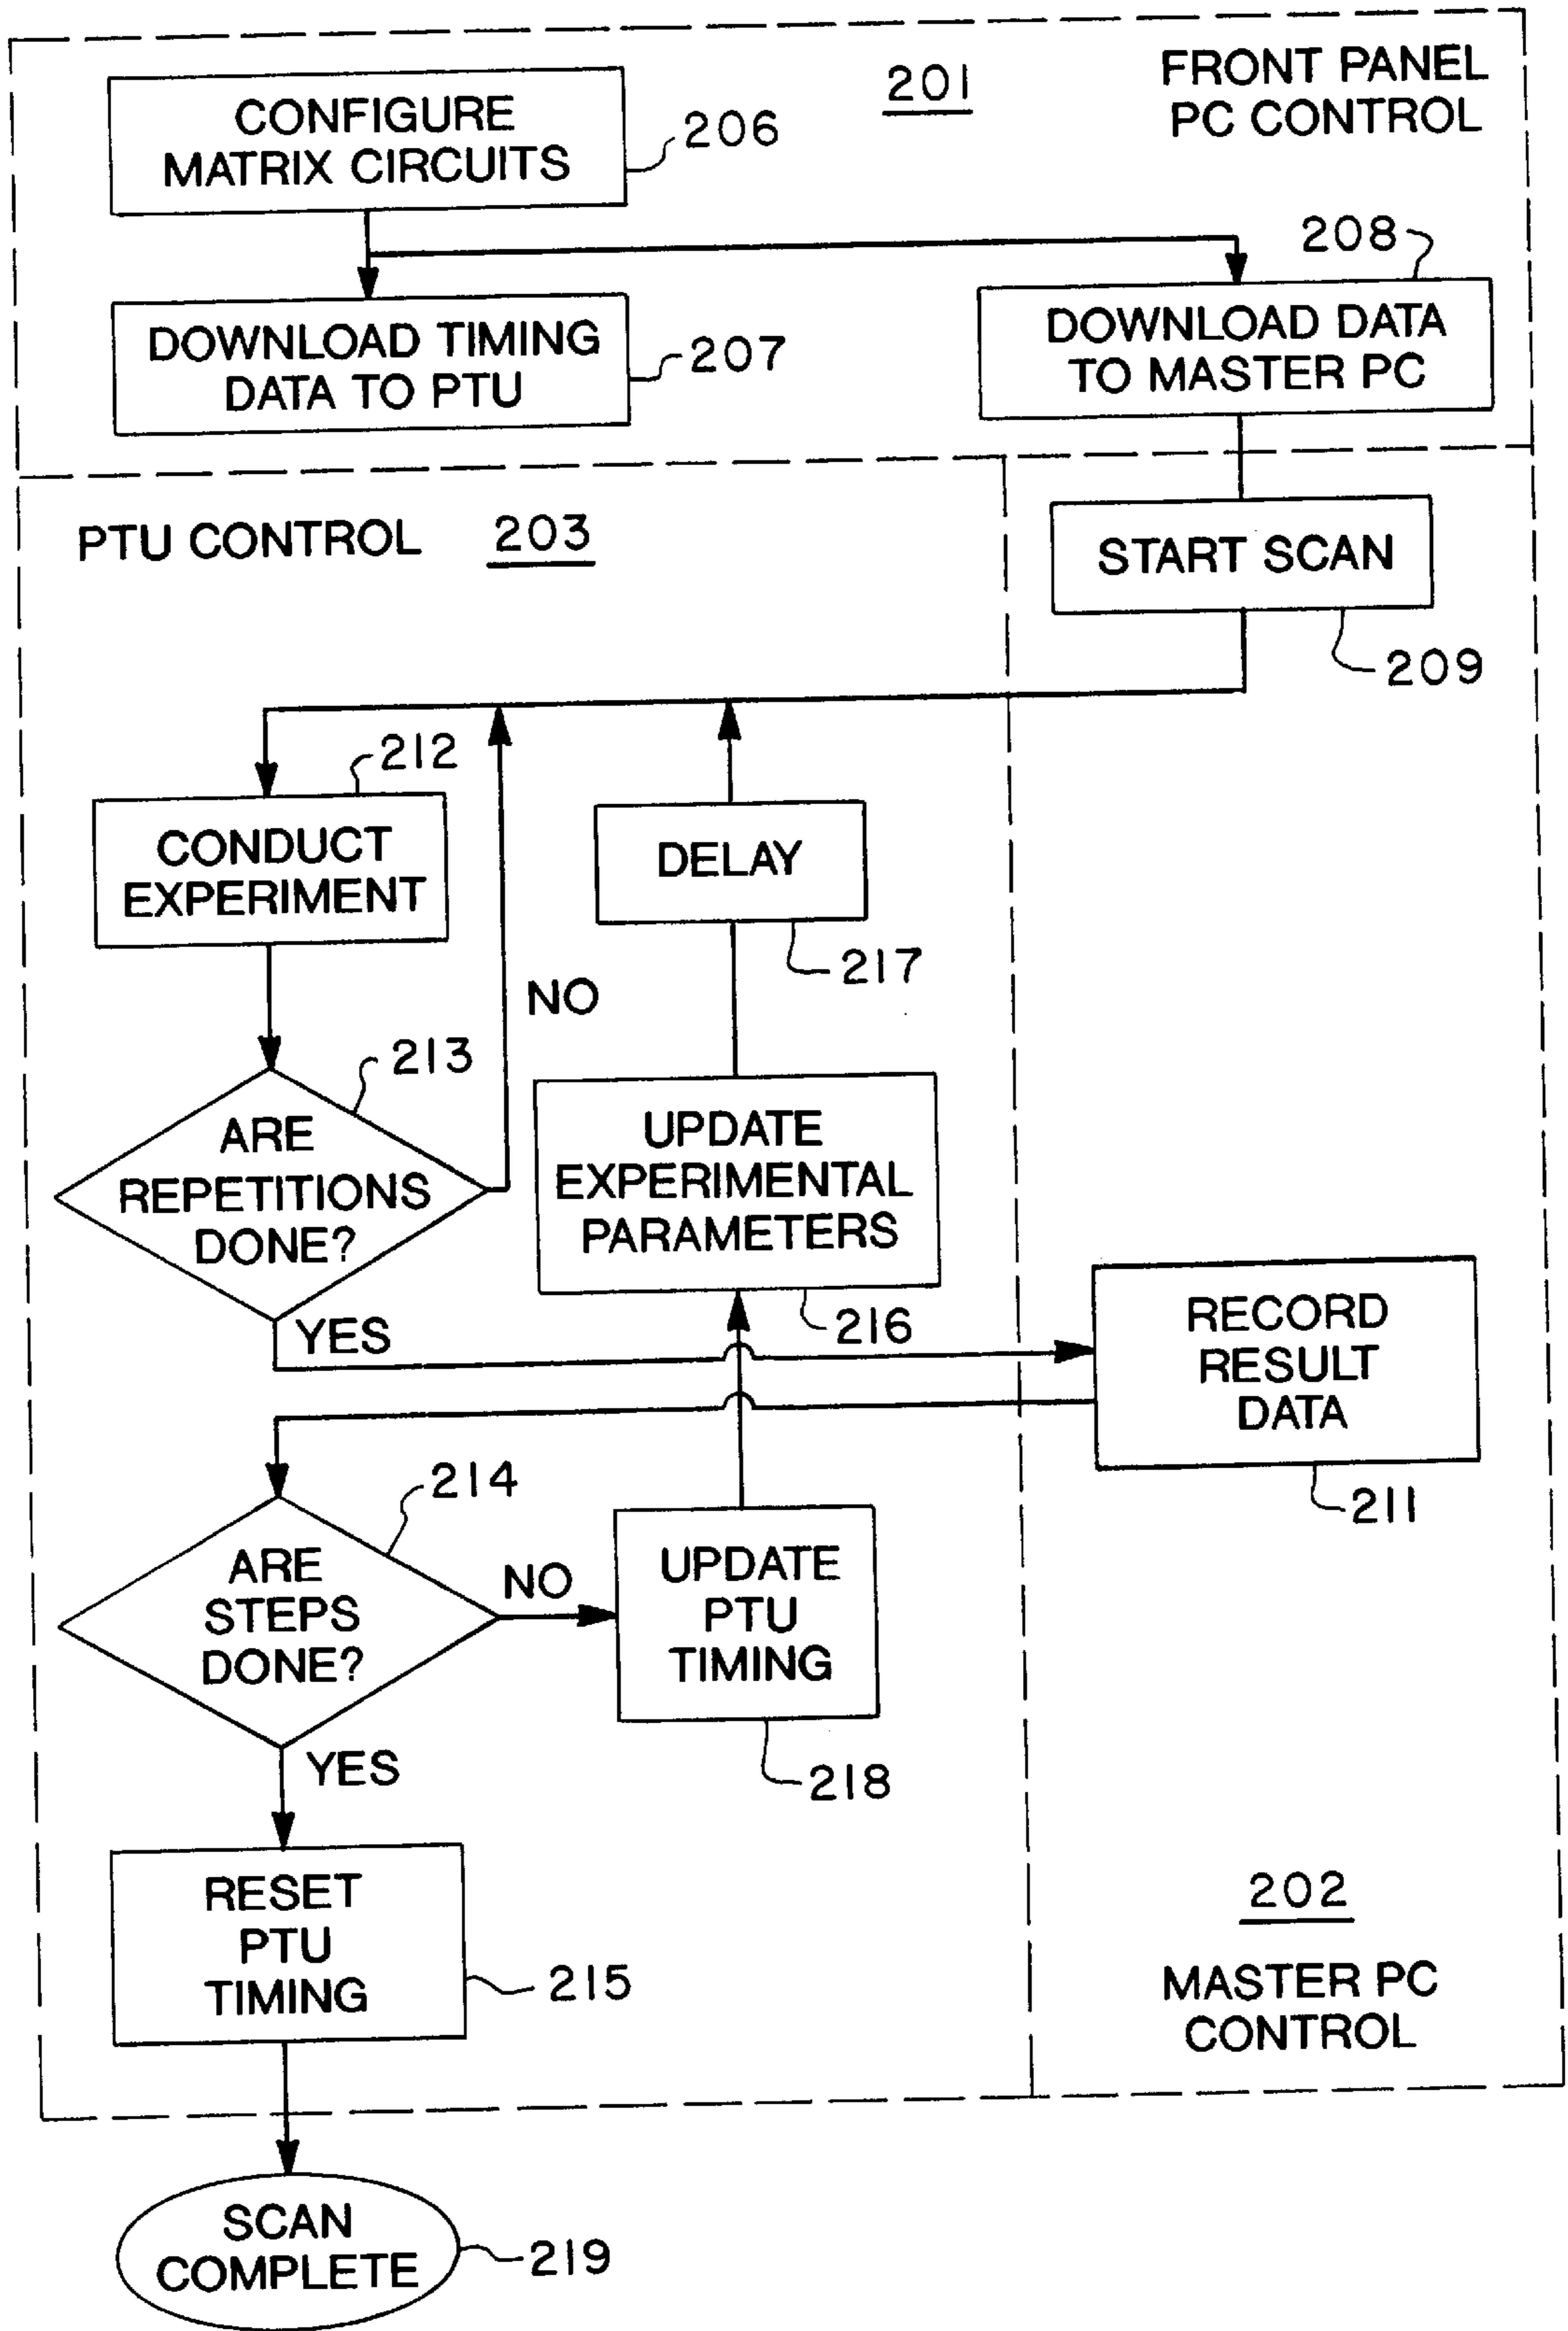 201
FRONT PANEL
PC CONTROL
CONFIGURE
MATRIX CIRCUITS
206
208
DOWNLOAD TIMING
DATA TO PTU
207
DOWNLOAD DATA
TO MASTER PC
PTU CONTROL 203
START SCAN
209
212
CONDUCT
EXPERIMENT
DELAY
217
NO
213
ARE
REPETITIONS
DONE?
UPDATE
EXPERIMENTAL
PARAMETERS
216
YES
RECORD
RESULT
DATA
211
214
ARE
STEPS
DONE?
NO
UPDATE
PTU
TIMING
218
YES
RESET
PTU
TIMING
215
202
MASTER PC
CONTROL
SCAN
COMPLETE
219